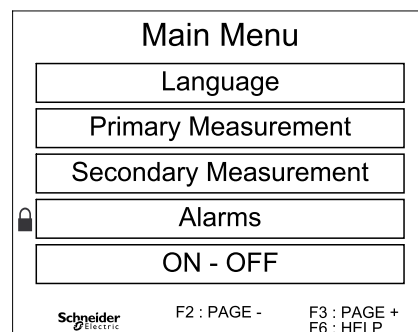 Main Menu
Language
Primary Measurement
Secondary Measurement
Alarms
ON - OFF
Schneider
Electric
F2 : PAGE -
F3 : PAGE +
F6 : HELP